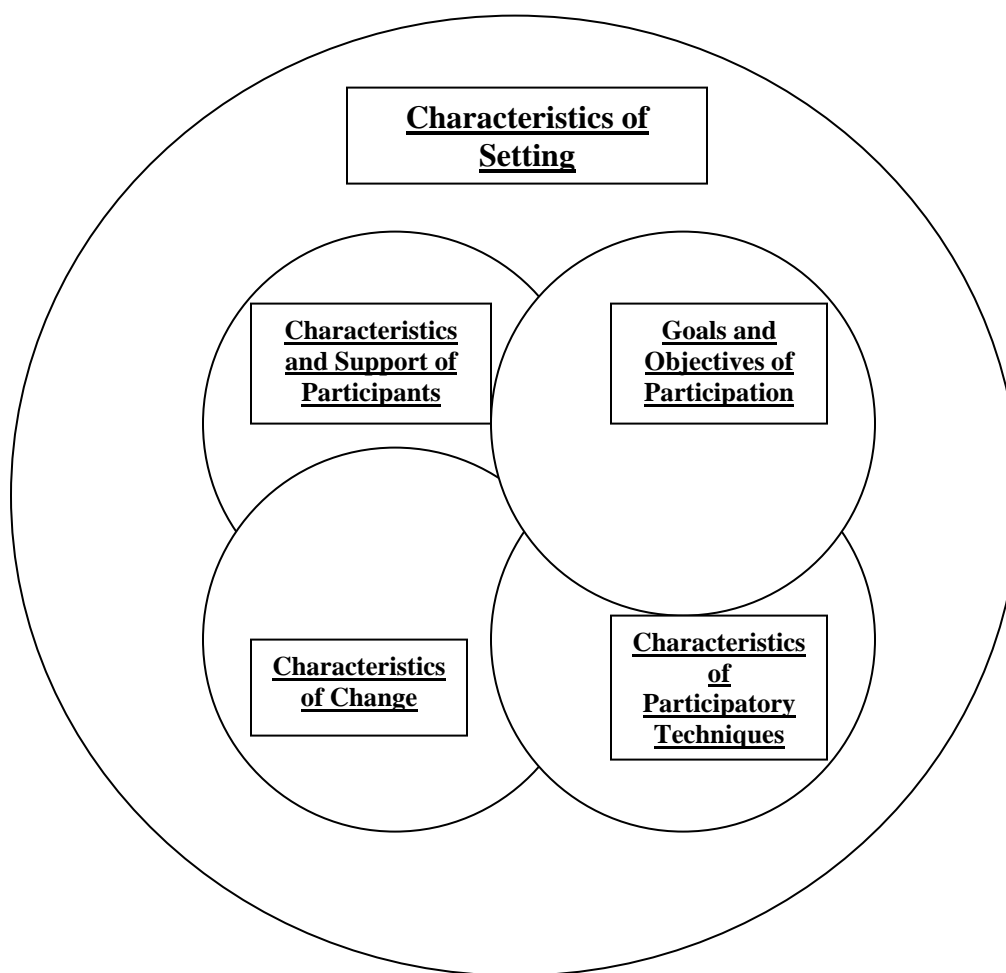 Characteristics of
Setting
Characteristics
and Support of
Participants
Goals and
Objectives of
Participation
Characteristics
of Change
Characteristics
of
Participatory
Techniques